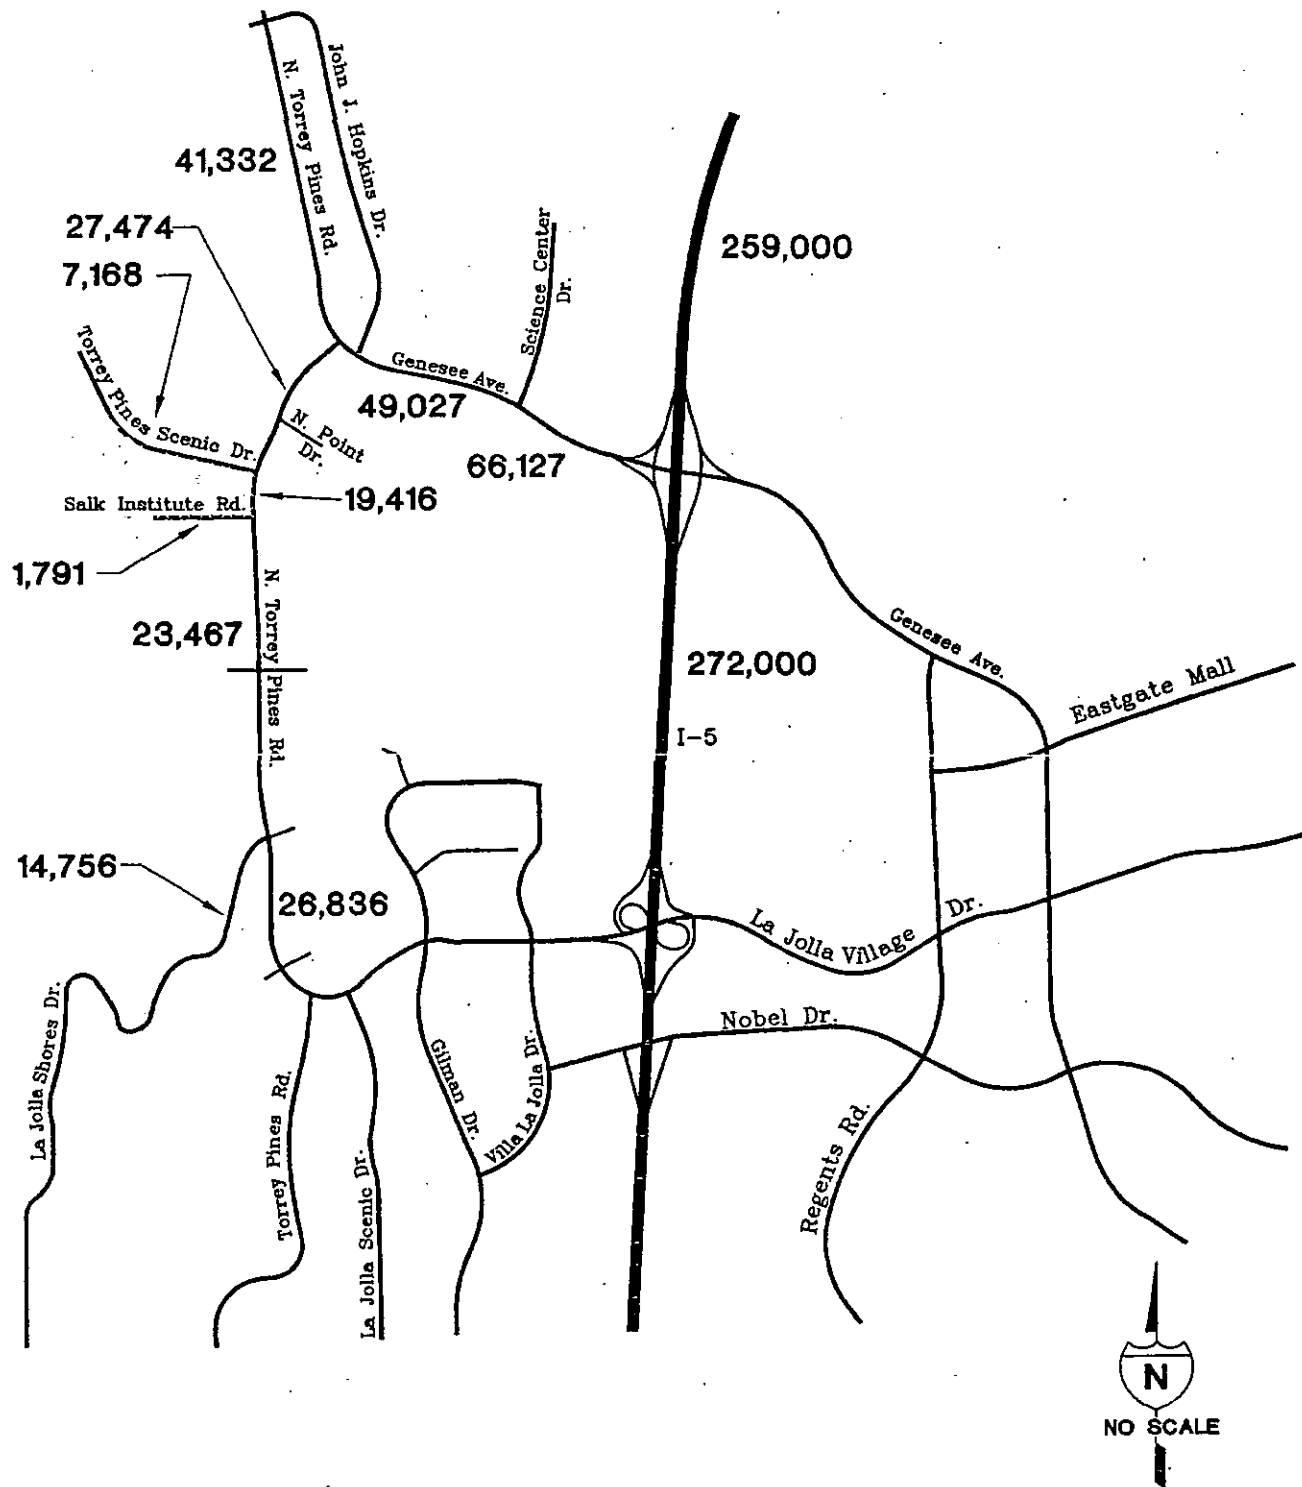 John J. Hopkins Dr.
N. Torrey Pines Rd.
41,332
27,474
7,168
259,000
Science Center
Dr.
Torrey Pines Scenic Dr.
Genesee Ave.
49,027
N. Point
Dr.
66,127
Salk Institute Rd.
19,416
1,791
N. Torrey Pines Rd.
23,467
272,000
Genesee Ave.
Eastgate Mall
I-5
14,756
26,836
La Jolla Village Dr.
Nobel Dr.
La Jolla Shores Dr.
Torrey Pines Rd.
La Jolla Scenic Dr.
Gilman Dr.
Villa La Jolla Dr.
Regents Rd.
N
NO SCALE